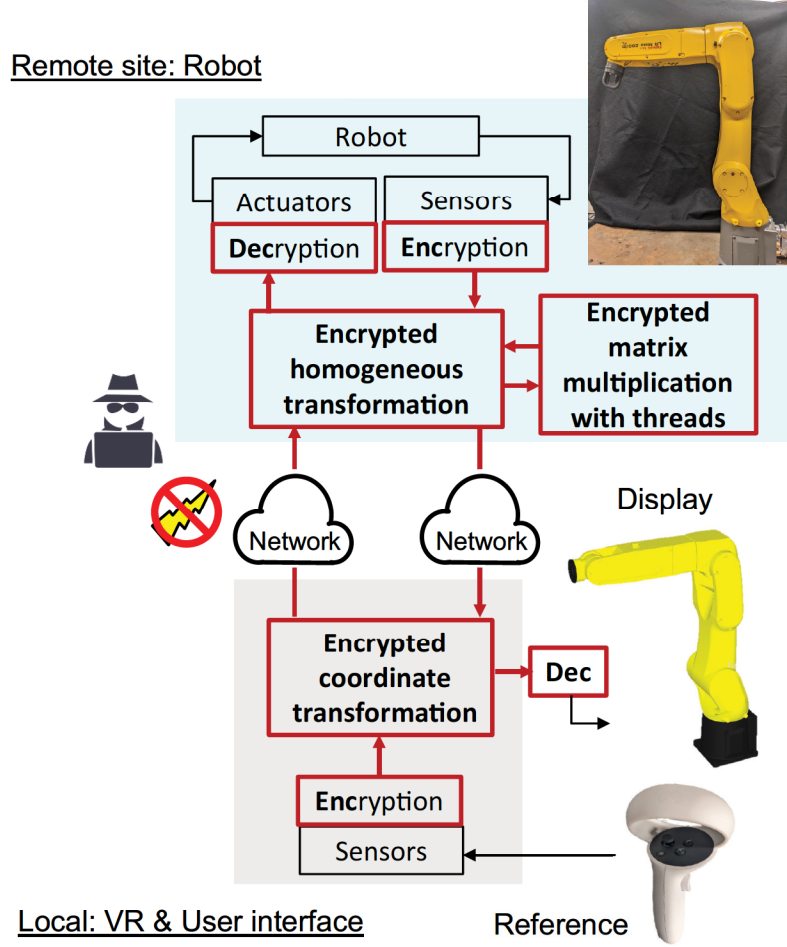 Remote site: Robot
Robot
Actuators
Sensors
Decryption
Encryption
Encrypted
homogeneous
transformation
Encrypted
matrix
multiplication
with threads
Display
Network
Network
Encrypted
coordinate
transformation
Dec
Encryption
Sensors
Local: VR & User interface
Reference